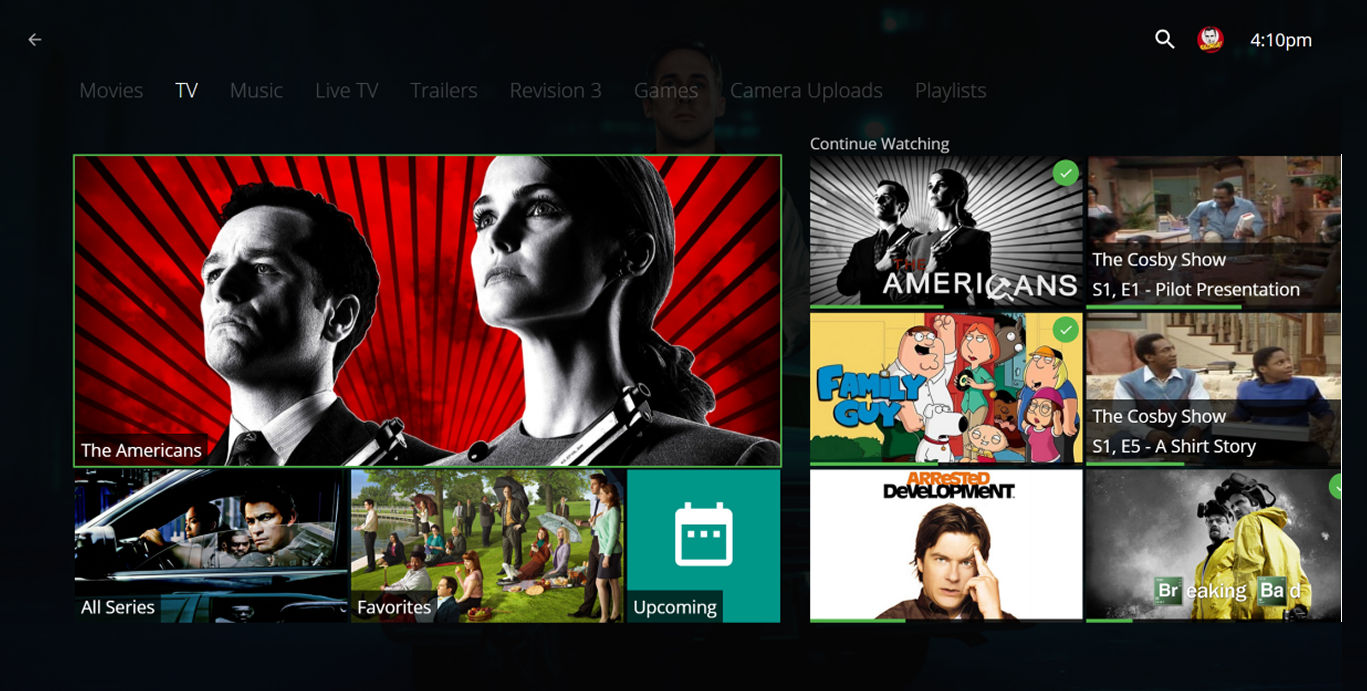 4:10pm
Movies TV Music Live TV Trailers Revision 3 Games Camera Uploads Playlists
Continue Watching
The Americans
All Series
Favorites
Upcoming
THE
AMERICANS
The Cosby Show
S1, E1 - Pilot Presentation
FAMILY
GUY
The Cosby Show
S1, E5 - A Shirt Story
ARRESTED
DEVELOPMENT.
Breaking Bad